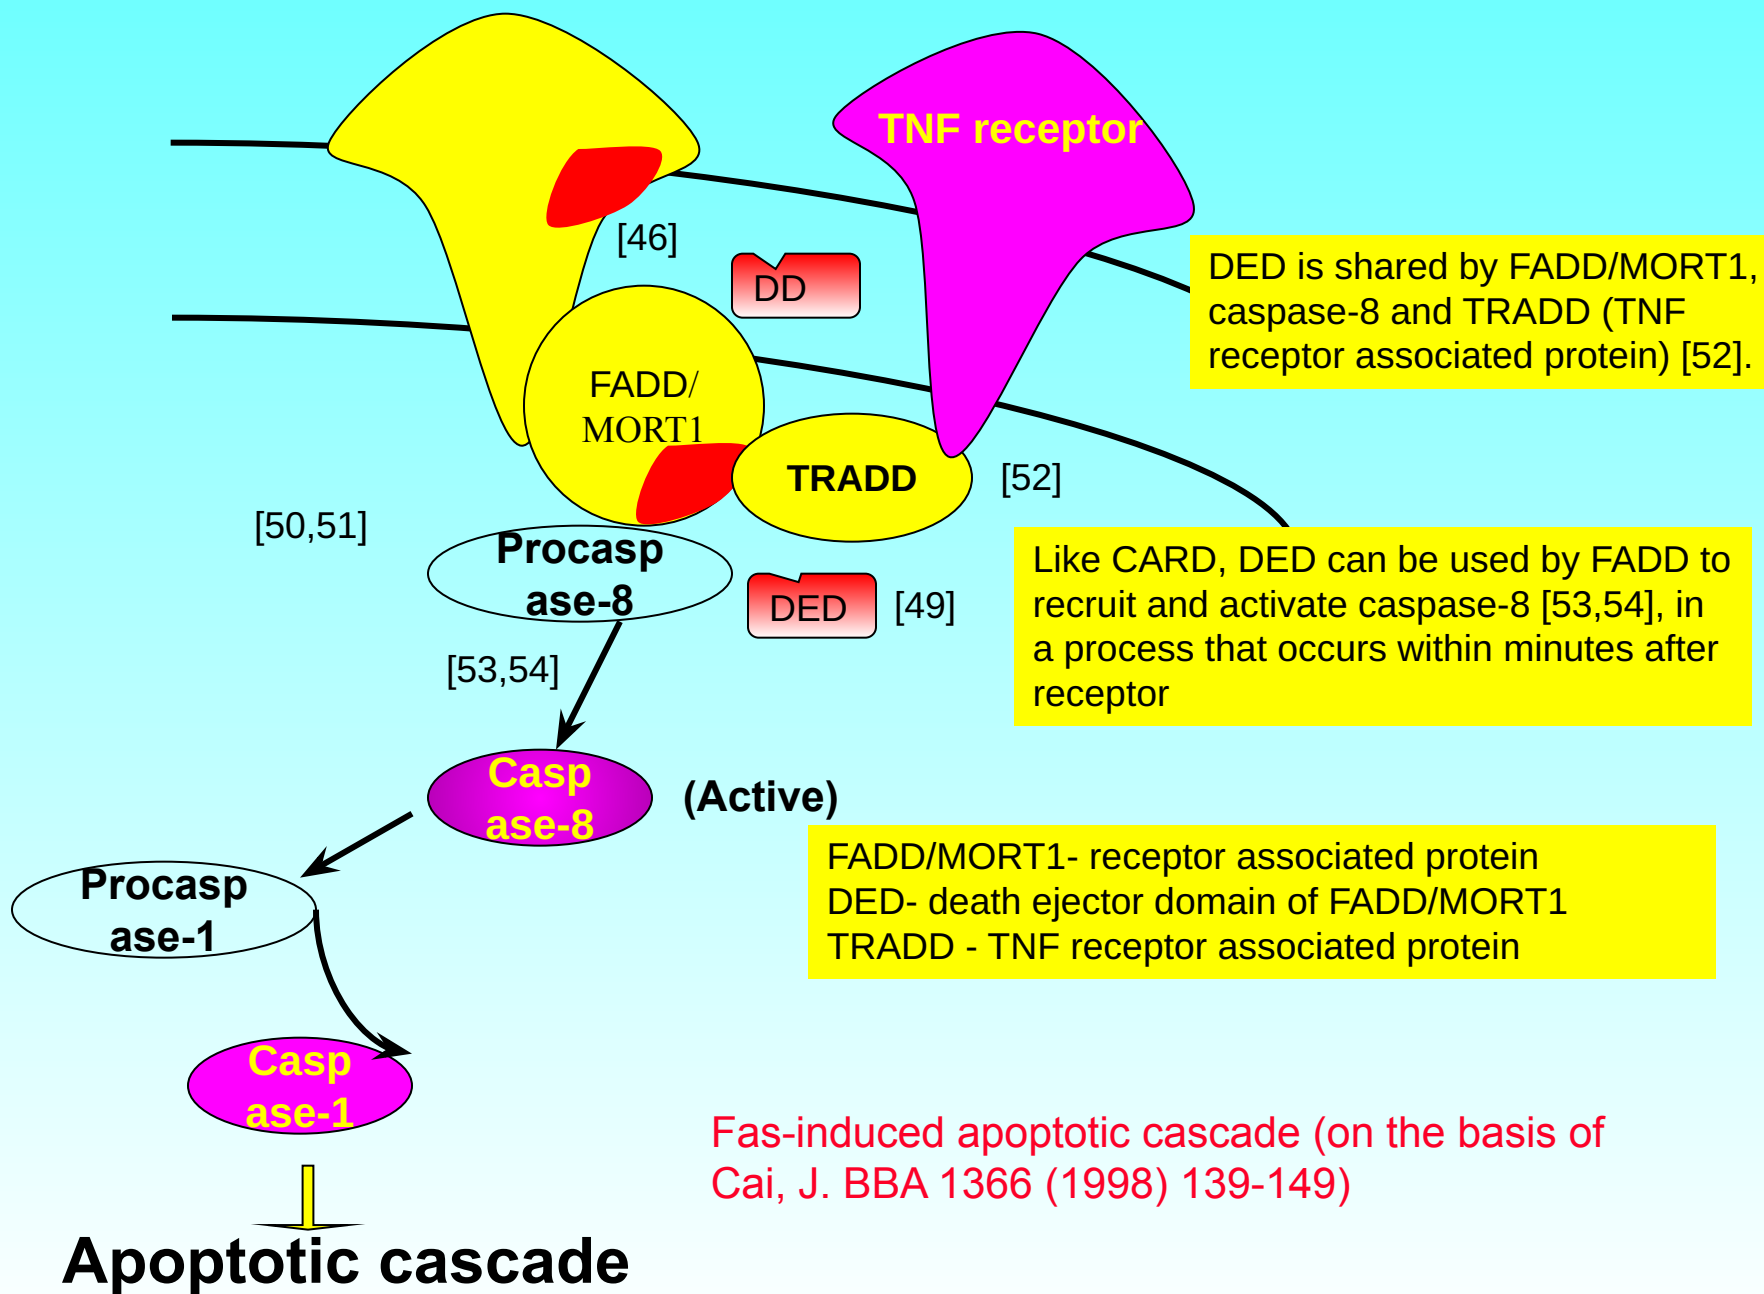 TNF receptor
[46]
DD
DED is shared by FADD/MORT1,
caspase-8 and TRADD (TNF
receptor associated protein) [52].
FADD/
MORT1
TRADD
[52]
[50,51]
Procasp
ase-8
DED
[49]
Like CARD, DED can be used by FADD to
recruit and activate caspase-8 [53,54], in
a process that occurs within minutes after
receptor
[53,54]
Casp
ase-8
(Active)
FADD/MORT1- receptor associated protein
DED- death ejector domain of FADD/MORT1
TRADD - TNF receptor associated protein
Procasp
ase-1
Casp
ase-1
Fas-induced apoptotic cascade (on the basis of
Cai, J. BBA 1366 (1998) 139-149)
Apoptotic cascade